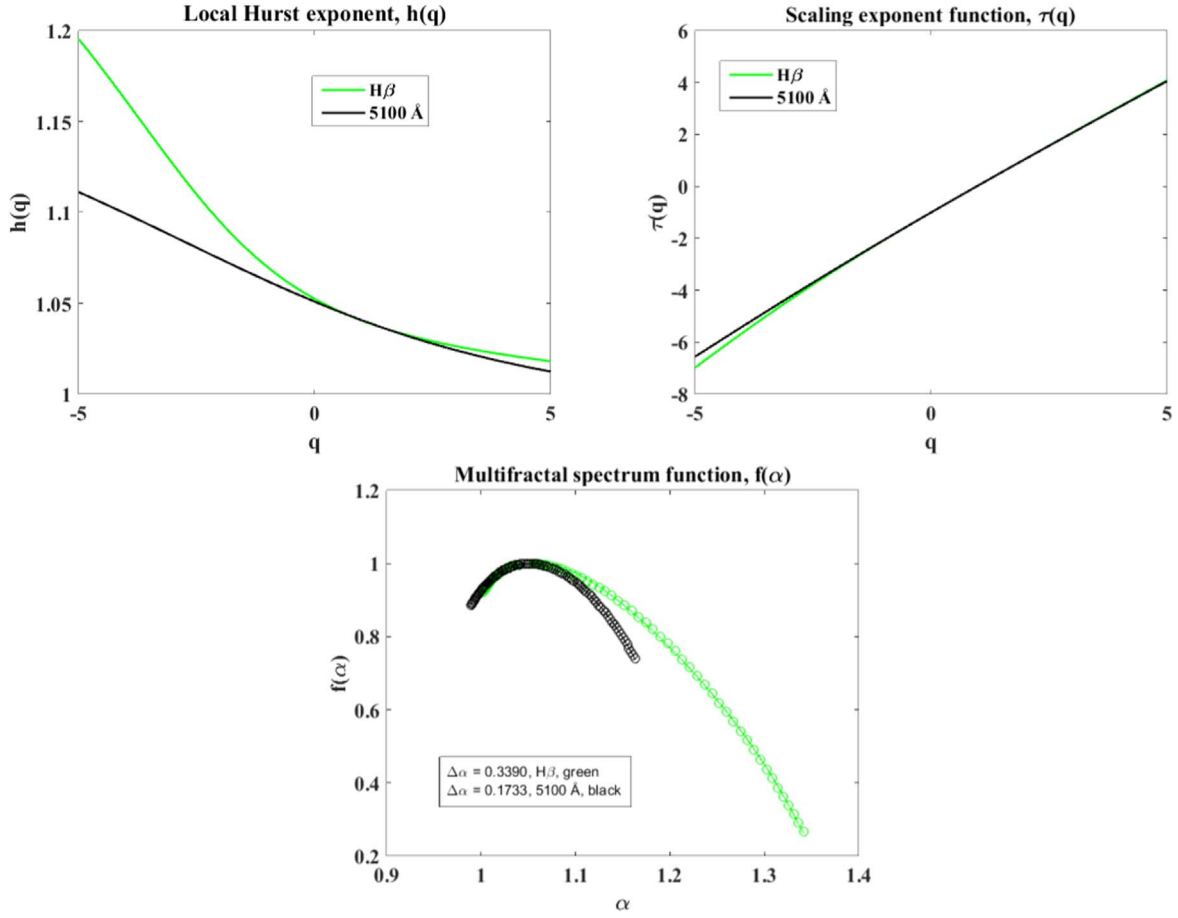 Local Hurst exponent, h(q)
1.2
1.15
1.1
1.05
1
h(q)
-5
0
5
q
Hβ
5100 Å
Scaling exponent function, τ(q)
6
4
2
0
-2
-4
-6
-8
τ(q)
-5
0
5
q
Hβ
5100 Å
Multifractal spectrum function, f(α)
1.2
1
0.8
0.6
0.4
0.2
f(α)
Δα = 0.3390, Hβ, green
Δα = 0.1733, 5100 Å, black
0.9
1
1.1
1.2
1.3
1.4
α